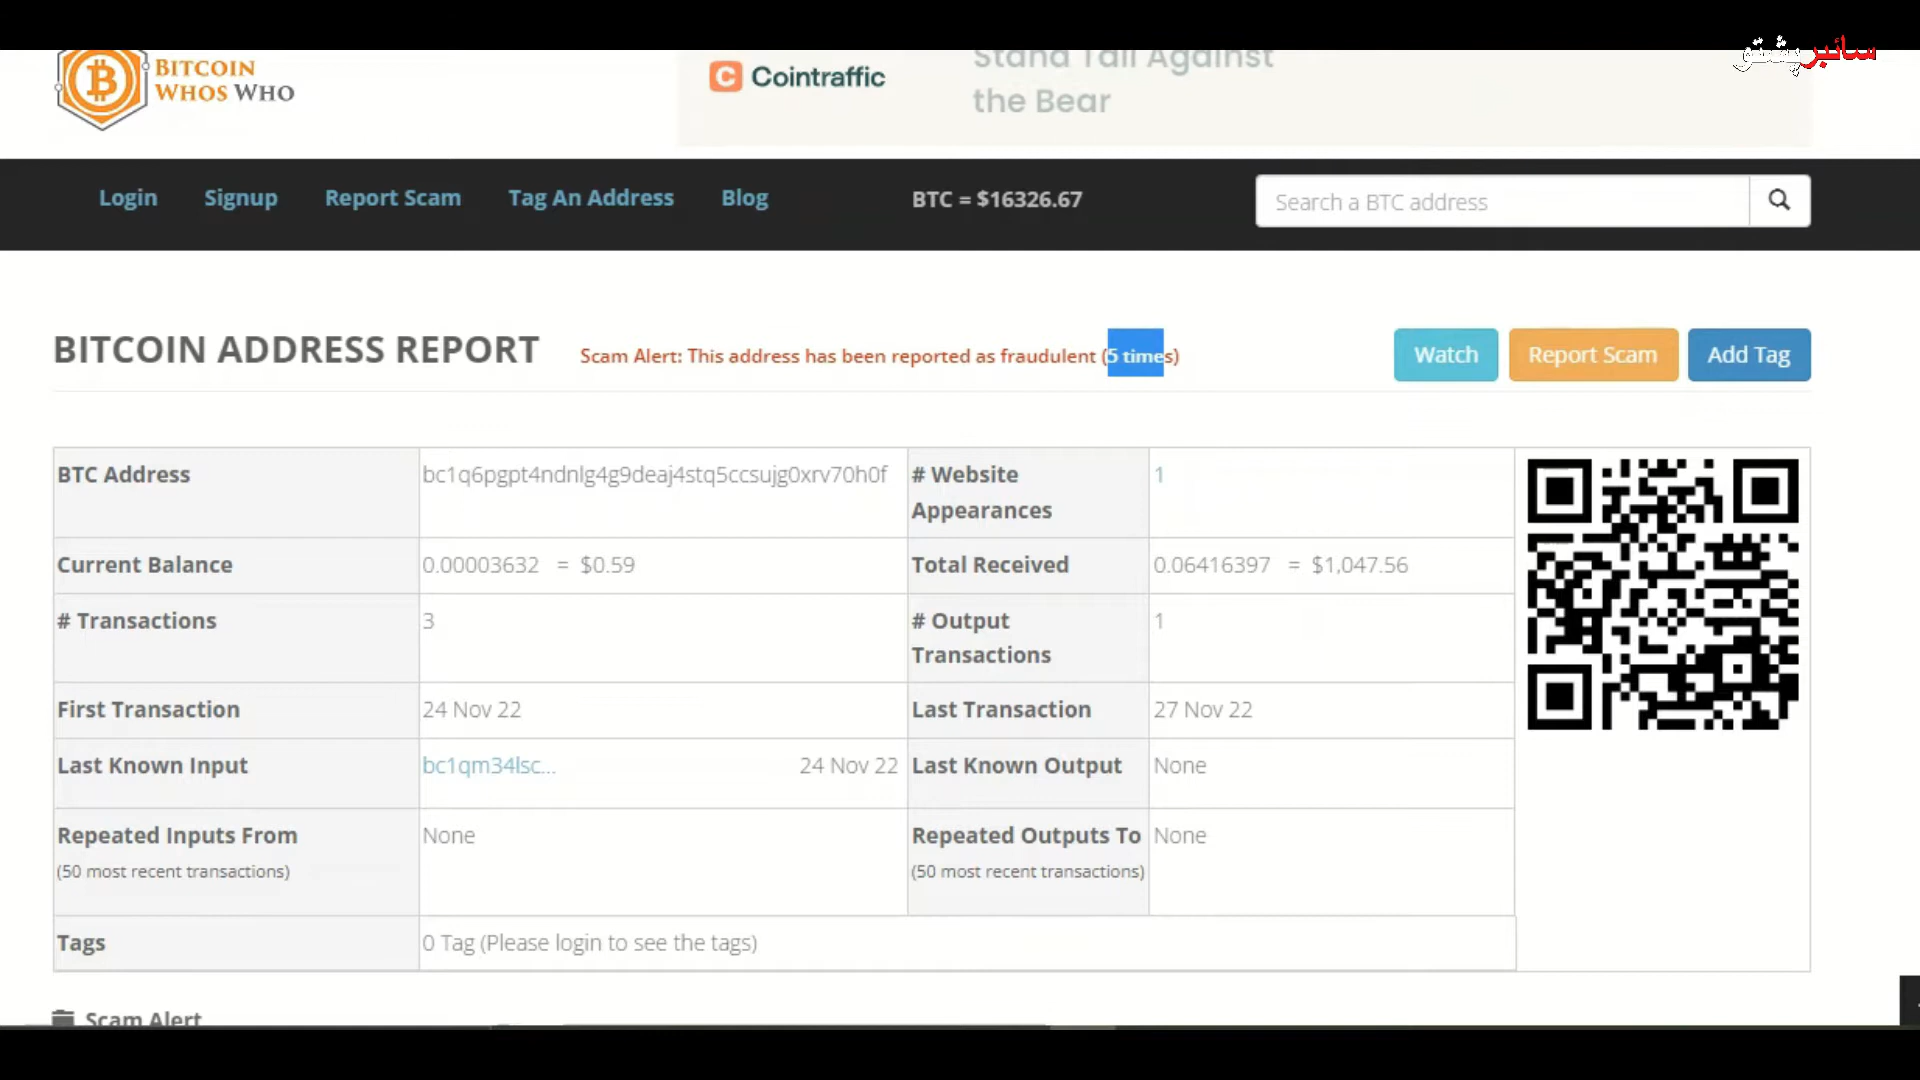 سائبر پشتو
BITCOIN
WHOS WHO
Cointraffic
Stand Tall Against
the Bear
Login
Signup
Report Scam
Tag An Address
Blog
BTC = $16326.67
Search a BTC address
BITCOIN ADDRESS REPORT
Scam Alert: This address has been reported as fraudulent (5 times)
Watch
Report Scam
Add Tag
BTC Address
bc1q6pgpt4ndnlg4g9deaj4stq5ccsujg0xrv70h0f
# Website
Appearances
1
Current Balance
0.00003632 = $0.59
Total Received
0.06416397 = $1,047.56
# Transactions
3
# Output
Transactions
1
First Transaction
24 Nov 22
Last Transaction
27 Nov 22
Last Known Input
bc1qm34lsc...
24 Nov 22
Last Known Output
None
Repeated Inputs From
(50 most recent transactions)
None
Repeated Outputs To
(50 most recent transactions)
None
Tags
0 Tag (Please login to see the tags)
Scam Alert